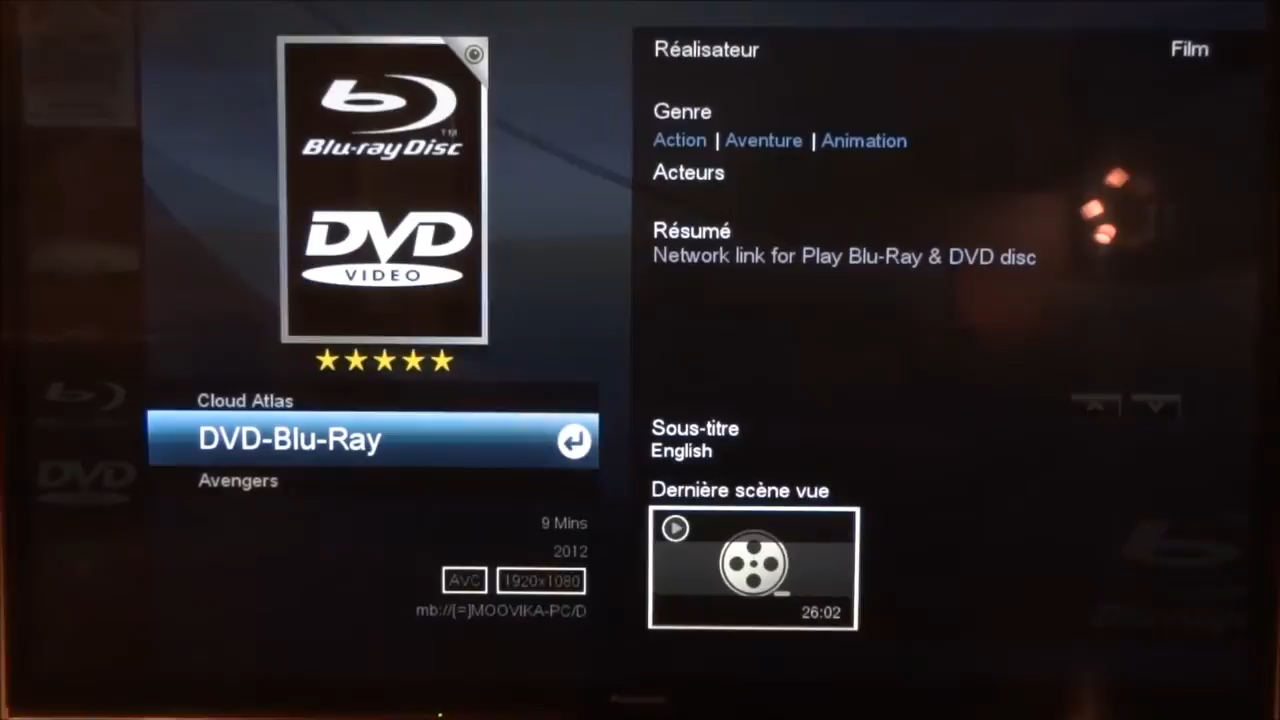 Blu-ray Disc™
DVD
VIDEO
Cloud Atlas
DVD-Blu-Ray
Avengers
9 Mins
2012
AVC 1920x1080
mb://[=]MOOVIKA-PC/D
Réalisateur
Film
Genre
Action | Aventure | Animation
Acteurs
Résumé
Network link for Play Blu-Ray & DVD disc
Sous-titre
English
Dernière scène vue
26:02
DVD